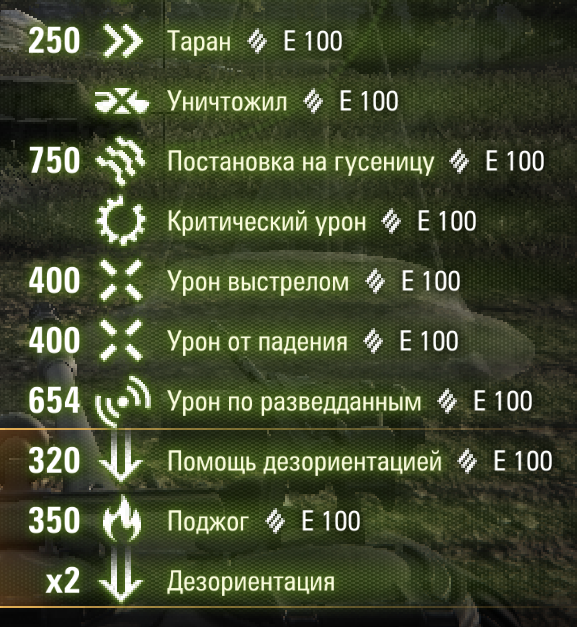 250 Таран E 100
Уничтожил E 100
750 Постановка на гусеницу E 100
Критический урон E 100
400 Урон выстрелом E 100
400 Урон от падения E 100
654 Урон по разведданным E 100
320 Помощь дезориентацией E 100
350 Поджог E 100
x2 Дезориентация